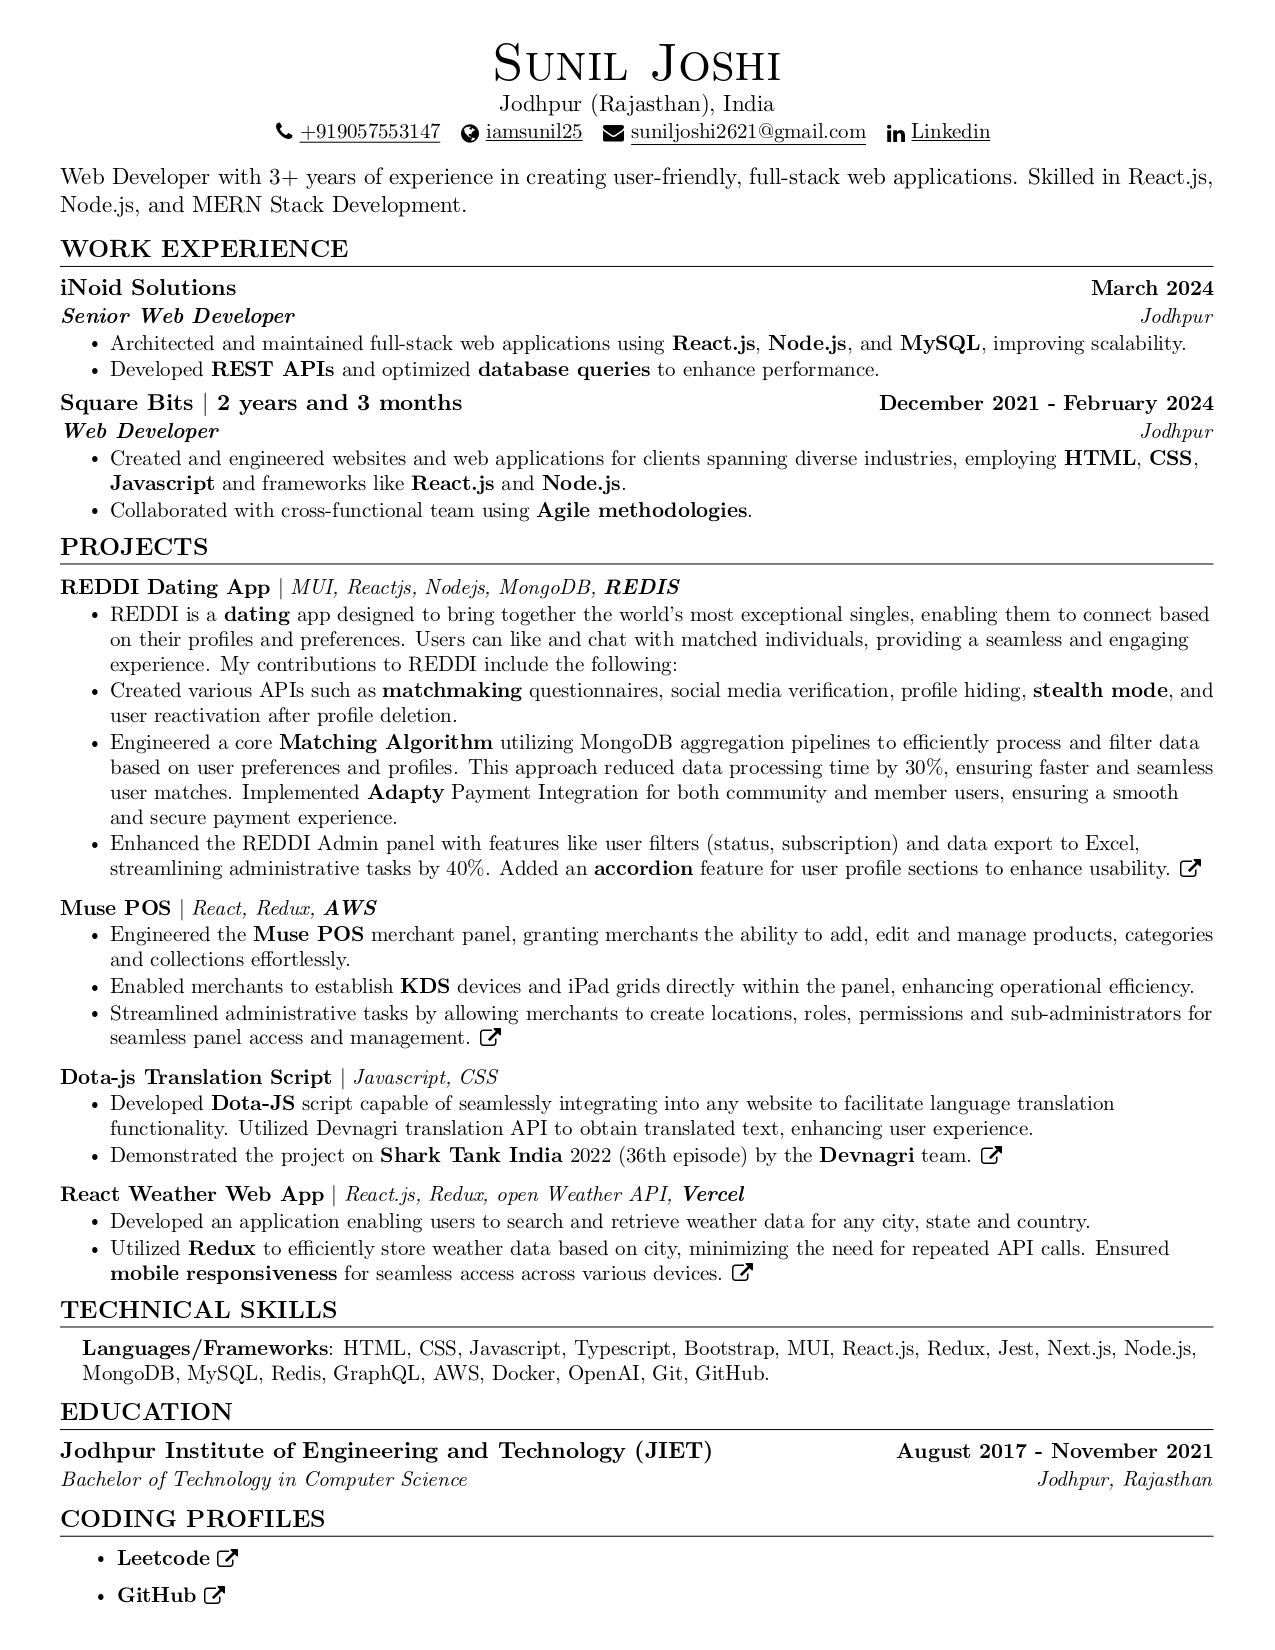 Sunil Joshi
Jodhpur (Rajasthan), India
+919057553147 iamsunil25 suniljoshi2621@gmail.com Linkedin
Web Developer with 3+ years of experience in creating user-friendly, full-stack web applications. Skilled in React.js,
Node.js, and MERN Stack Development.
WORK EXPERIENCE
iNoid Solutions March 2024
Senior Web Developer Jodhpur
• Architected and maintained full-stack web applications using React.js, Node.js, and MySQL, improving scalability.
• Developed REST APIs and optimized database queries to enhance performance.
Square Bits | 2 years and 3 months December 2021 - February 2024
Web Developer Jodhpur
• Created and engineered websites and web applications for clients spanning diverse industries, employing HTML, CSS,
Javascript and frameworks like React.js and Node.js.
• Collaborated with cross-functional team using Agile methodologies.
PROJECTS
REDDI Dating App | MUI, Reactjs, Nodejs, MongoDB, REDIS
• REDDI is a dating app designed to bring together the world's most exceptional singles, enabling them to connect based
on their profiles and preferences. Users can like and chat with matched individuals, providing a seamless and engaging
experience. My contributions to REDDI include the following:
• Created various APIs such as matchmaking questionnaires, social media verification, profile hiding, stealth mode, and
user reactivation after profile deletion.
• Engineered a core Matching Algorithm utilizing MongoDB aggregation pipelines to efficiently process and filter data
based on user preferences and profiles. This approach reduced data processing time by 30%, ensuring faster and seamless
user matches. Implemented Adapty Payment Integration for both community and member users, ensuring a smooth
and secure payment experience.
• Enhanced the REDDI Admin panel with features like user filters (status, subscription) and data export to Excel,
streamlining administrative tasks by 40%. Added an accordion feature for user profile sections to enhance usability.
Muse POS | React, Redux, AWS
• Engineered the Muse POS merchant panel, granting merchants the ability to add, edit and manage products, categories
and collections effortlessly.
• Enabled merchants to establish KDS devices and iPad grids directly within the panel, enhancing operational efficiency.
• Streamlined administrative tasks by allowing merchants to create locations, roles, permissions and sub-administrators for
seamless panel access and management.
Dota-js Translation Script | Javascript, CSS
• Developed Dota-JS script capable of seamlessly integrating into any website to facilitate language translation
functionality. Utilized Devnagri translation API to obtain translated text, enhancing user experience.
• Demonstrated the project on Shark Tank India 2022 (36th episode) by the Devnagri team.
React Weather Web App | React.js, Redux, open Weather API, Vercel
• Developed an application enabling users to search and retrieve weather data for any city, state and country.
• Utilized Redux to efficiently store weather data based on city, minimizing the need for repeated API calls. Ensured
mobile responsiveness for seamless access across various devices.
TECHNICAL SKILLS
Languages/Frameworks: HTML, CSS, Javascript, Typescript, Bootstrap, MUI, React.js, Redux, Jest, Next.js, Node.js,
MongoDB, MySQL, Redis, GraphQL, AWS, Docker, OpenAI, Git, GitHub.
EDUCATION
Jodhpur Institute of Engineering and Technology (JIET) August 2017 - November 2021
Bachelor of Technology in Computer Science Jodhpur, Rajasthan
CODING PROFILES
• Leetcode
• GitHub